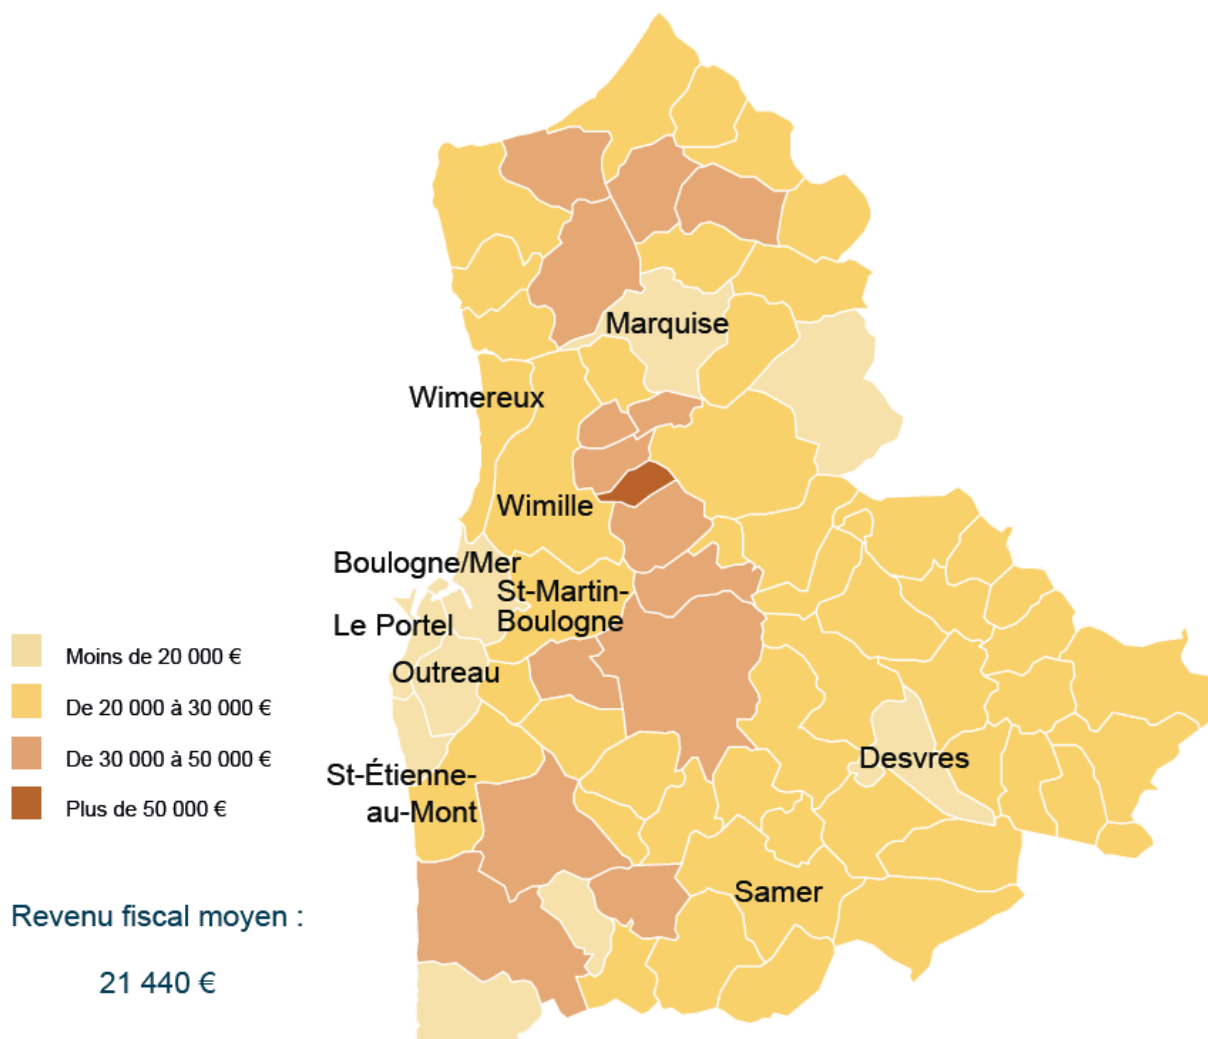 Marquise
Wimereux
Wimille
Boulogne/Mer
St-Martin-
Boulogne
Le Portel
Outreau
Moins de 20 000 €
De 20 000 à 30 000 €
De 30 000 à 50 000 €
Plus de 50 000 €
Desvres
St-Étienne-
au-Mont
Samer
Revenu fiscal moyen :
21 440 €